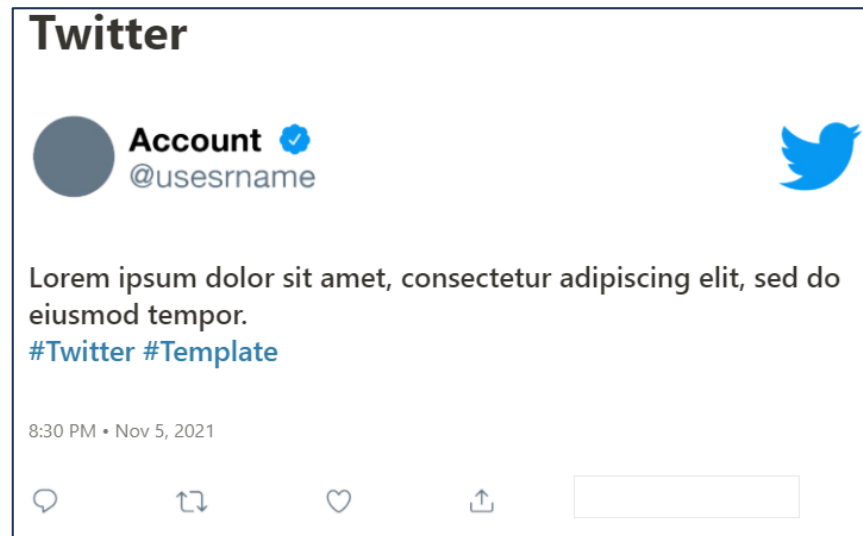 Twitter
Account
@usesrname
Lorem ipsum dolor sit amet, consectetur adipiscing elit, sed do
eiusmod tempor.
#Twitter #Template
8:30 PM • Nov 5, 2021